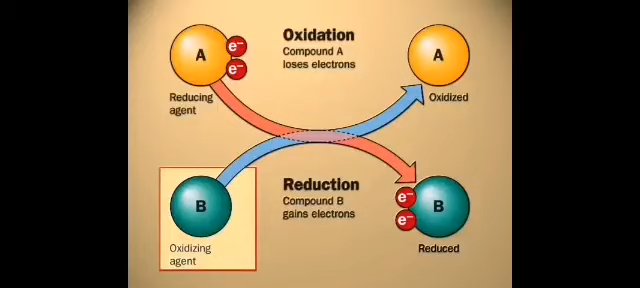 A
e⁻
e⁻
Oxidation
Compound A
loses electrons
A
Reducing
agent
Oxidized
B
Oxidizing
agent
Reduction
Compound B
gains electrons
e⁻
e⁻
B
Reduced